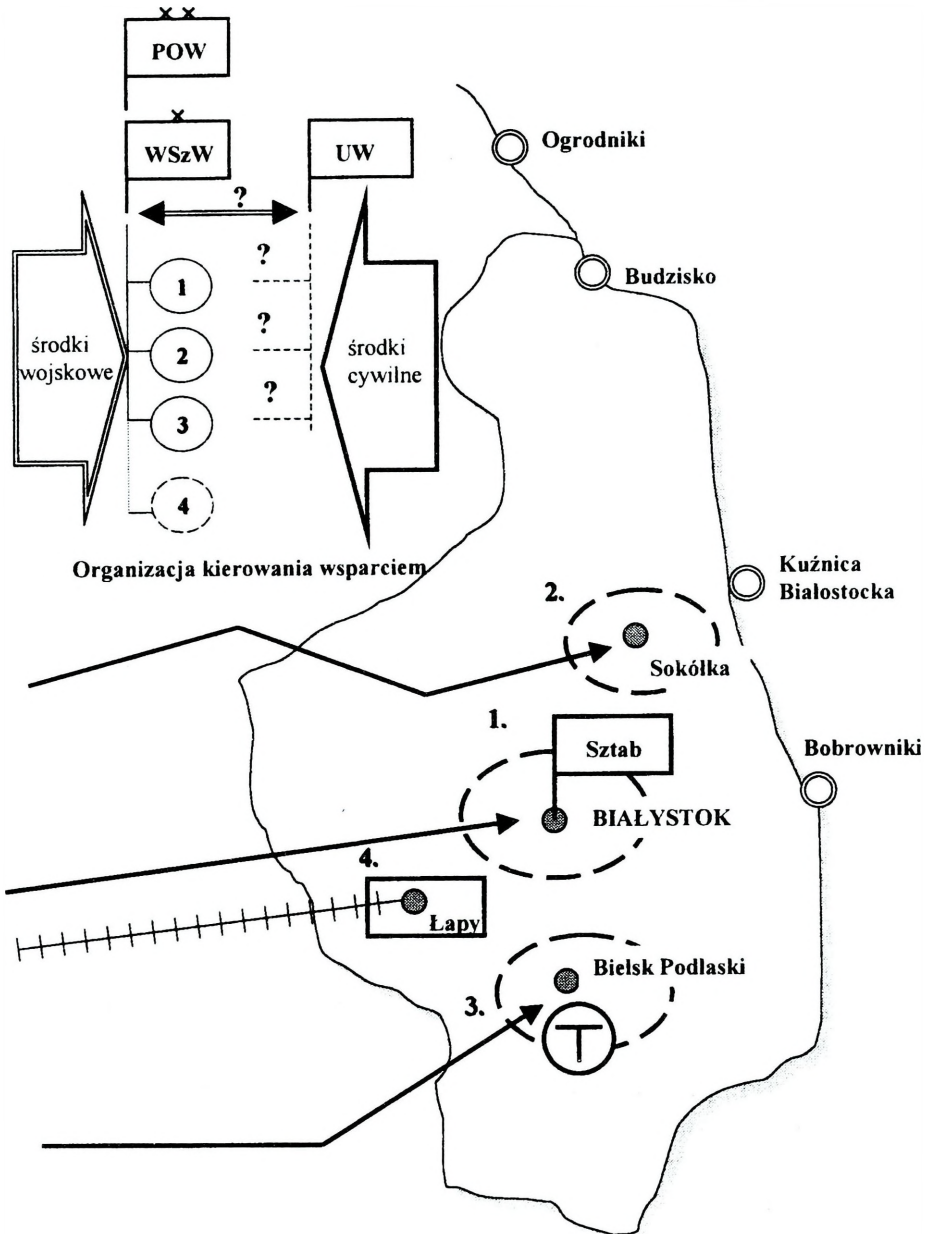 POW
WSzW
UW
?
?
1
środki
wojskowe
2
?
środki
cywilne
?
3
4
Organizacja kierowania wsparciem
Ogrodniki
Budzisko
Kuźnica
Białostocka
2.
Sokółka
1.
Sztab
Bobrowniki
BIAŁYSTOK
4.
Łapy
Bielsk Podlaski
3.
T